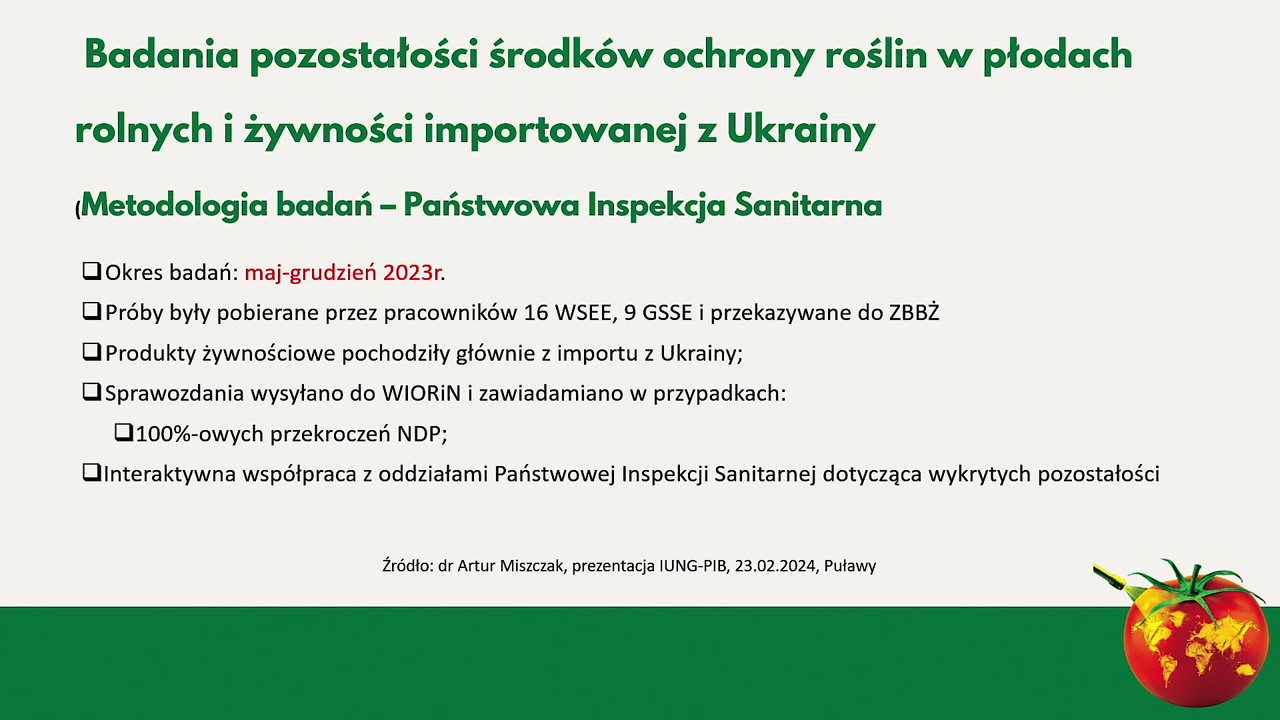 Badania pozostałości środków ochrony roślin w płodach
rolnych i żywności importowanej z Ukrainy
(Metodologia badań – Państwowa Inspekcja Sanitarna
❑Okres badań: maj-grudzień 2023r.
❑Próby były pobierane przez pracowników 16 WSEE, 9 GSSE i przekazywane do ZBBŻ
❑Produkty żywnościowe pochodziły głównie z importu z Ukrainy;
❑Sprawozdania wysyłano do WIORiN i zawiadamiano w przypadkach:
❑100%-owych przekroczeń NDP;
❑Interaktywna współpraca z oddziałami Państwowej Inspekcji Sanitarnej dotycząca wykrytych pozostałości
Źródło: dr Artur Miszczak, prezentacja IUNG-PIB, 23.02.2024, Puławy